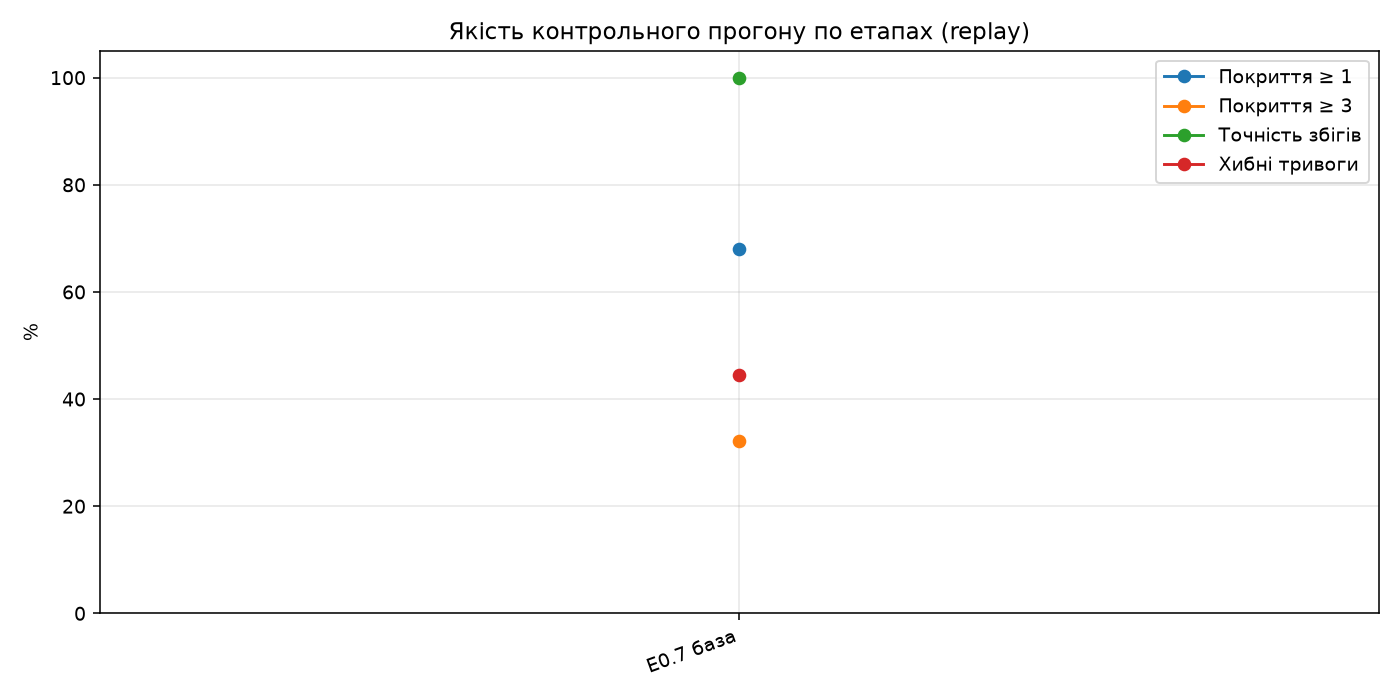 Якість контрольного прогону по етапах (replay)
Покриття ≥ 1
Покриття ≥ 3
Точність збігів
Хибні тривоги
%
100
80
60
40
20
0
E0.7 база